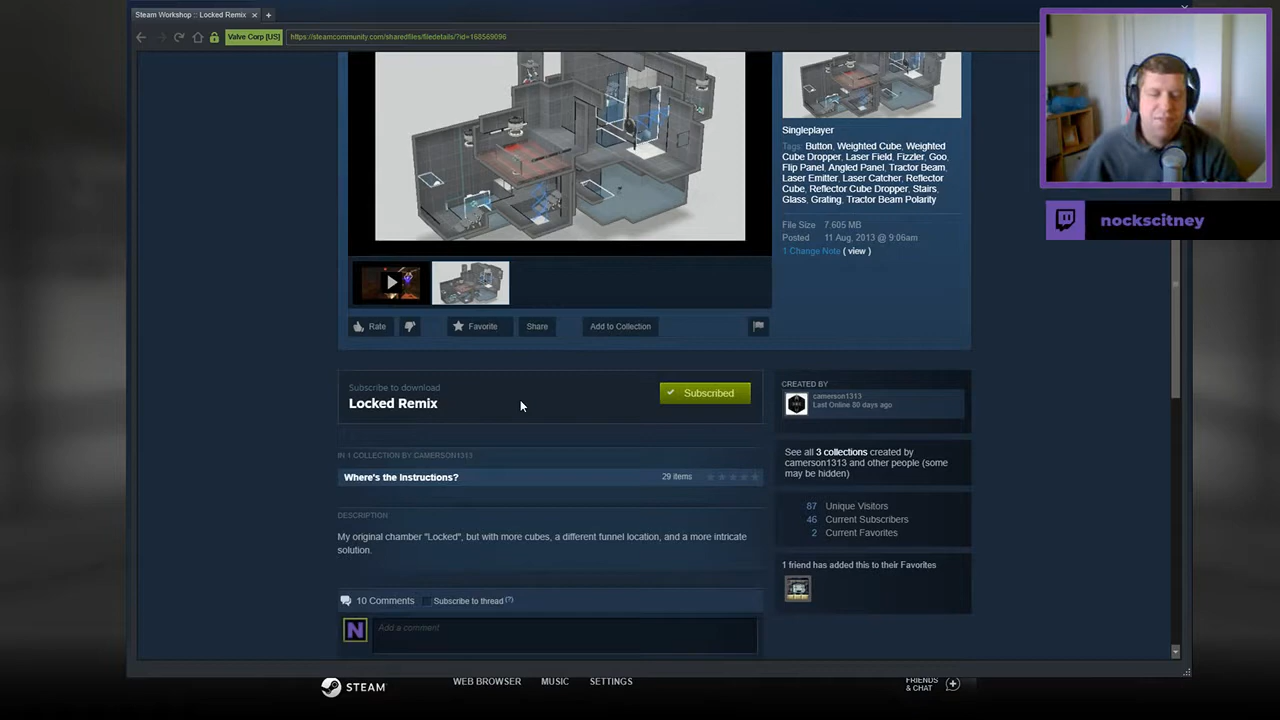 Steam Workshop :: Locked Remix
Valve Corp [US]
https://steamcommunity.com/sharedfiles/filedetails/?id=168569096
nockscitney
Singleplayer
Tags: Button, Weighted Cube, Weighted
Cube Dropper, Laser Field, Fizzler, Goo,
Flip Panel, Angled Panel, Tractor Beam,
Laser Emitter, Laser Catcher, Reflector
Cube, Reflector Cube Dropper, Stairs,
Glass, Grating, Tractor Beam Polarity
File Size 7.605 MB
Posted 11 Aug, 2013 @ 9:06am
1 Change Note ( view )
Rate
Favorite
Share
Add to Collection
Subscribe to download
Locked Remix
Subscribed
CREATED BY
camerson1313
Last Online 80 days ago
IN 1 COLLECTION BY CAMERSON1313
Where's the Instructions?
29 items
See all 3 collections created by
camerson1313 and other people (some
may be hidden)
87 Unique Visitors
46 Current Subscribers
2 Current Favorites
DESCRIPTION
My original chamber "Locked", but with more cubes, a different funnel location, and a more intricate
solution.
1 friend has added this to their Favorites
10 Comments
Subscribe to thread (?)
N
Add a comment
STEAM
WEB BROWSER
MUSIC
SETTINGS
FRIENDS
& CHAT